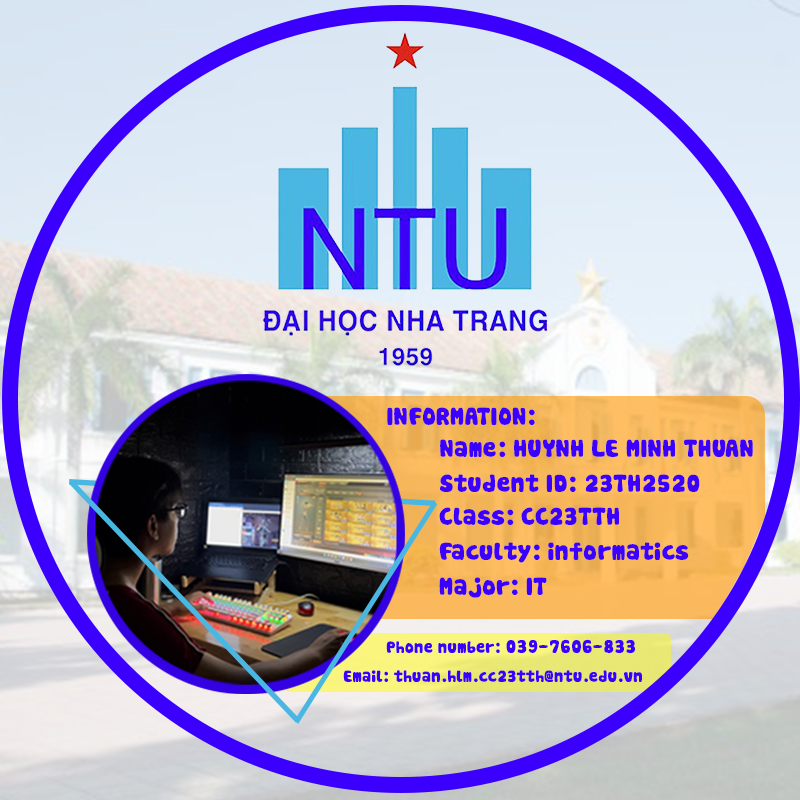 NTU
ĐẠI HỌC NHA TRANG
1959
INFORMATION:
Name: HUYNH LE MINH THUAN
Student ID: 23TH2520
Class: CC23TTH
Faculty: informatics
Major: IT
Phone number: 039-7606-833
Email: thuan.hlm.cc23tth@ntu.edu.vn